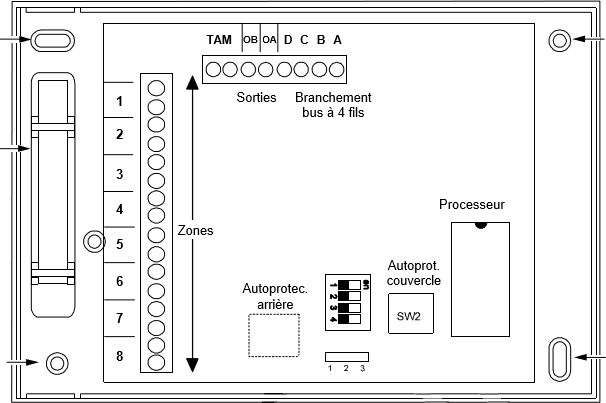 TAM OB OA D C B A
Sorties
Branchement
bus à 4 fils
1
2
3
4
5
6
7
8
Zones
Processeur
Autoprot.
couvercle
SW2
Autoprotec.
arrière
on
1
2
3
4
1 2 3